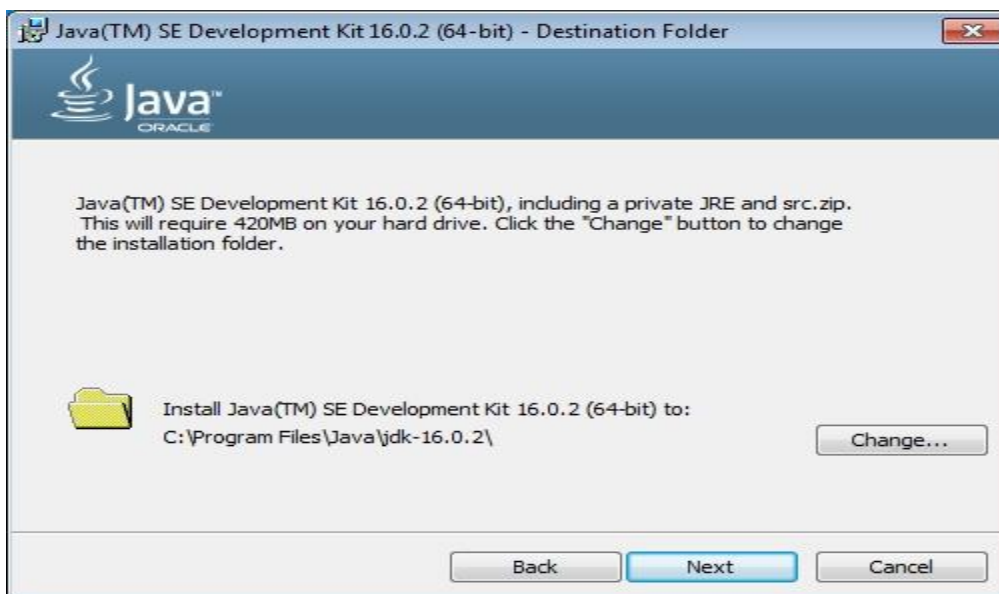 Java(TM) SE Development Kit 16.0.2 (64-bit) - Destination Folder
Java™
ORACLE
Java(TM) SE Development Kit 16.0.2 (64-bit), including a private JRE and src.zip.
This will require 420MB on your hard drive. Click the "Change" button to change
the installation folder.
Install Java(TM) SE Development Kit 16.0.2 (64-bit) to:
C:\Program Files\Java\jdk-16.0.2\
Change...
Back
Next
Cancel